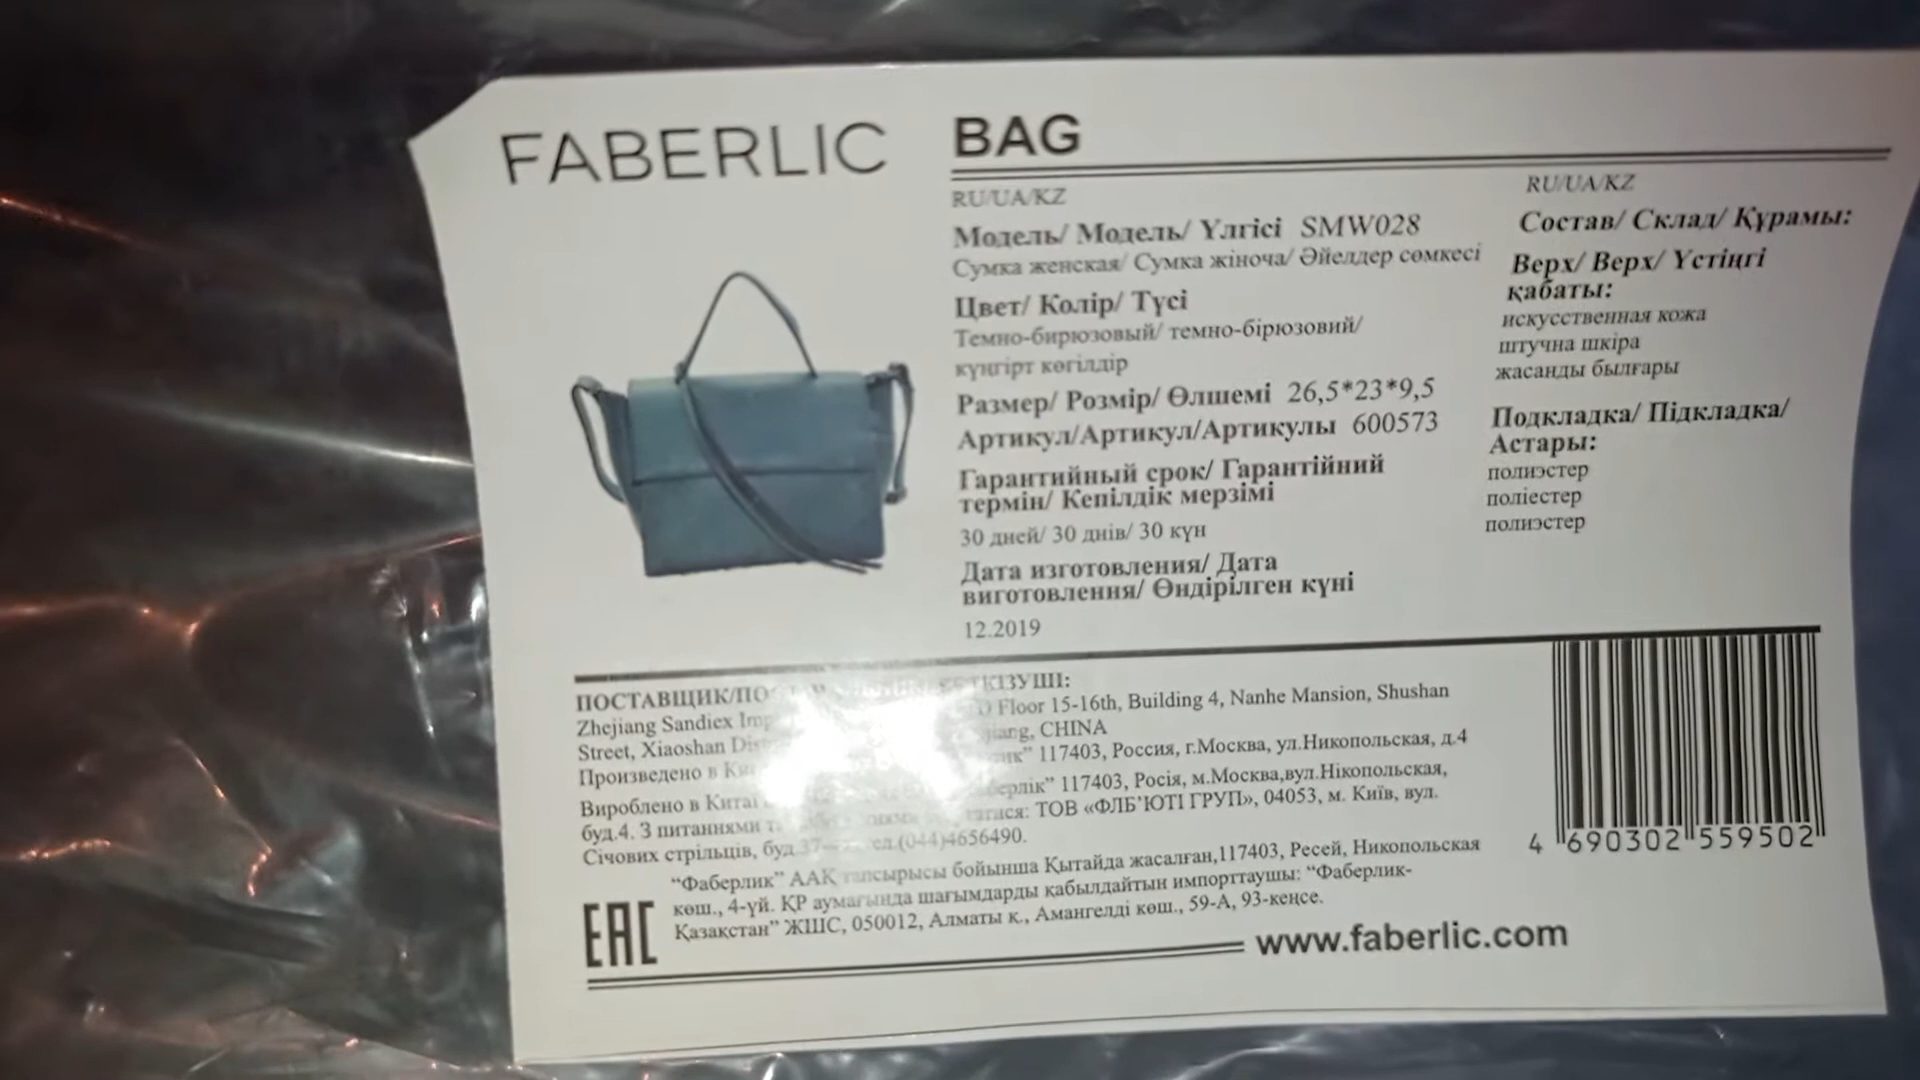 FABERLIC
BAG
RU/UA/KZ
Модель/ Модель/ Үлгісі SMW028
Сумка женская/ Сумка жіноча/ Әйелдер сөмкесі
Цвет/ Колір/ Түсі
Темно-бирюзовый/ темно-бірюзовий/
күңгірт көгілдір
Размер/ Розмір/ Өлшемі 26,5*23*9,5
Артикул/Артикул/Артикулы 600573
Гарантийный срок/ Гарантійний
термін/ Кепілдік мерзімі
30 дней/ 30 днів/ 30 күн
Дата изготовления/ Дата
виготовлення/ Өндірілген күні
12.2019
RU/UA/KZ
Состав/ Склад/ Құрамы:
Верх/ Верх/ Үстіңгі
қабаты:
искусственная кожа
штучна шкіра
жасанды былғары
Подкладка/ Підкладка/
Астары:
полиэстер
поліестер
полиэстер
Zhejiang Sandiex Floor 15-16th, Building 4, Nanhe Mansion, Shushan
Street, Xiaoshan CHINA
Произведено в 117403, Россия, г.Москва, ул.Никопольская, д.4
Вироблено в Китаї 117403, Росія, м.Москва,вул.Нікопольська,
буд.4. З питаннями ТОВ «ФЛБ'ЮТІ ГРУП», 04053, м. Київ, вул.
Січових стрільців, буд.37 (044)4656490.
“Фаберлик” ААҚ тапсырысы бойынша Қытайда жасалған,117403, Ресей, Никопольская
көш., 4-үй. ҚР аумағында шағымдарды қабылдайтын импорттаушы: “Фаберлик-
Қазақстан” ЖШС, 050012, Алматы қ., Амангелді көш., 59-А, 93-кеңсе.
EAC
www.faberlic.com
4 690302 559502